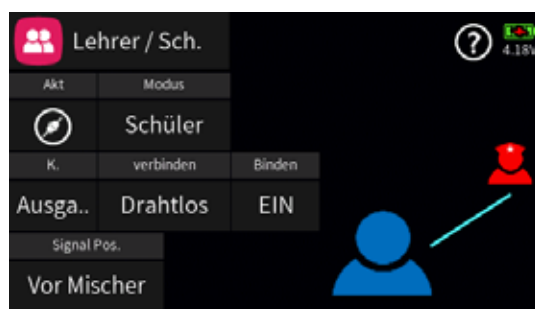 Lehrer / Sch.
4.18V
Akt Modus
Schüler
K. verbinden Binden
Ausga.. Drahtlos EIN
Signal Pos.
Vor Mischer